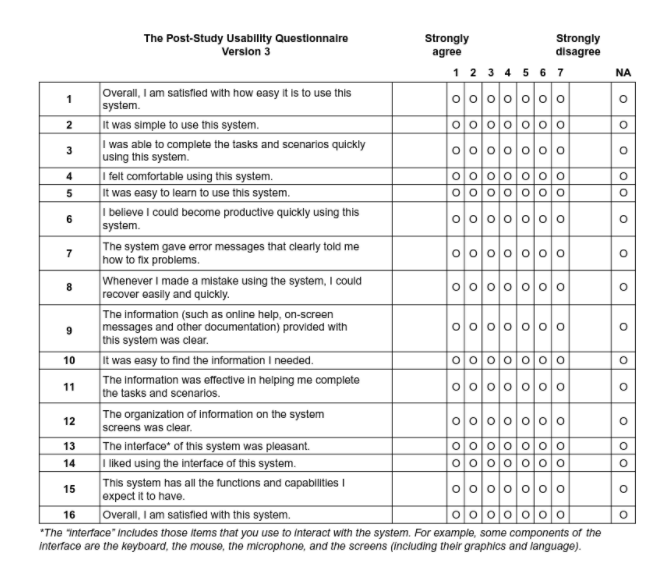 The Post-Study Usability Questionnaire
Version 3
Strongly
agree
Strongly
disagree
1 2 3 4 5 6 7 NA
1 Overall, I am satisfied with how easy it is to use this
system. O O O O O O O O
2 It was simple to use this system. O O O O O O O O
3 I was able to complete the tasks and scenarios quickly
using this system. O O O O O O O O
4 I felt comfortable using this system. O O O O O O O O
5 It was easy to learn to use this system. O O O O O O O O
6 I believe I could become productive quickly using this
system. O O O O O O O O
7 The system gave error messages that clearly told me
how to fix problems. O O O O O O O O
8 Whenever I made a mistake using the system, I could
recover easily and quickly. O O O O O O O O
9 The information (such as online help, on-screen
messages and other documentation) provided with
this system was clear. O O O O O O O O
10 It was easy to find the information I needed. O O O O O O O O
11 The information was effective in helping me complete
the tasks and scenarios. O O O O O O O O
12 The organization of information on the system
screens was clear. O O O O O O O O
13 The interface* of this system was pleasant. O O O O O O O O
14 I liked using the interface of this system. O O O O O O O O
15 This system has all the functions and capabilities I
expect it to have. O O O O O O O O
16 Overall, I am satisfied with this system. O O O O O O O O
*The "interface" includes those items that you use to interact with the system. For example, some components of the
interface are the keyboard, the mouse, the microphone, and the screens (including their graphics and language).